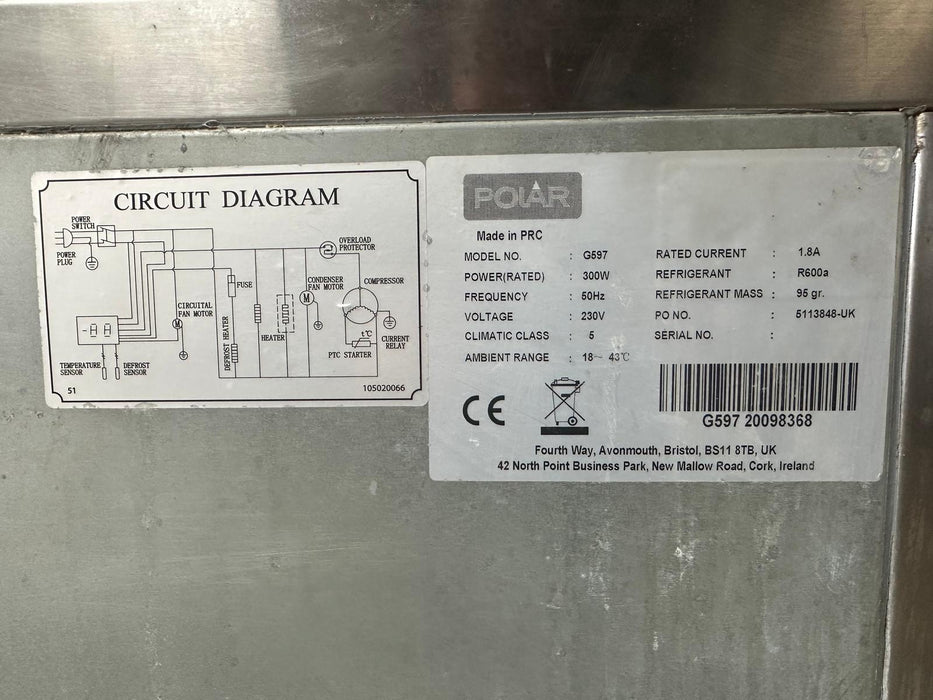 CIRCUIT DIAGRAM
POWER
SWITCH
POWER
PLUG
OVERLOAD
PROTECTOR
CONDENSER
FAN MOTOR
COMPRESSOR
FUSE
M
CIRCUITAL
FAN MOTOR
M
DEFROST HEATER
HEATER
t℃
PTC STARTER
CURRENT
RELAY
TEMPERATURE
SENSOR
DEFROST
SENSOR
51
105020066
POLAR
Made in PRC
MODEL NO. : G597
POWER(RATED) : 300W
FREQUENCY : 50Hz
VOLTAGE : 230V
CLIMATIC CLASS : 5
AMBIENT RANGE : 18~ 43℃
RATED CURRENT : 1.8A
REFRIGERANT : R600a
REFRIGERANT MASS : 95 gr.
PO NO. : 5113848-UK
SERIAL NO. :
CE
G597 20098368
Fourth Way, Avonmouth, Bristol, BS11 8TB, UK
42 North Point Business Park, New Mallow Road, Cork, Ireland